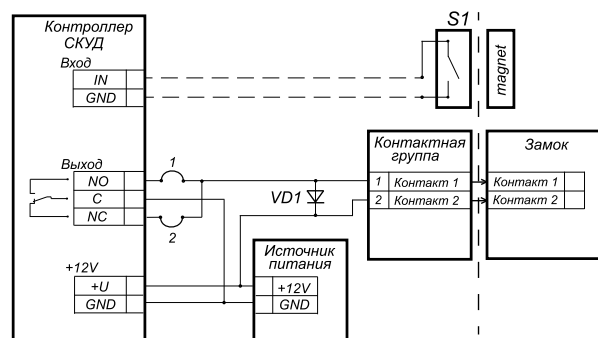 Контроллер
СКУД
Вход
IN
GND
S1
magnet
Выход
NO
C
NC
1
2
VD1
Контактная
группа
1 Контакт 1
2 Контакт 2
Замок
Контакт 1
Контакт 2
+12V
+U
GND
Источник
питания
+12V
GND